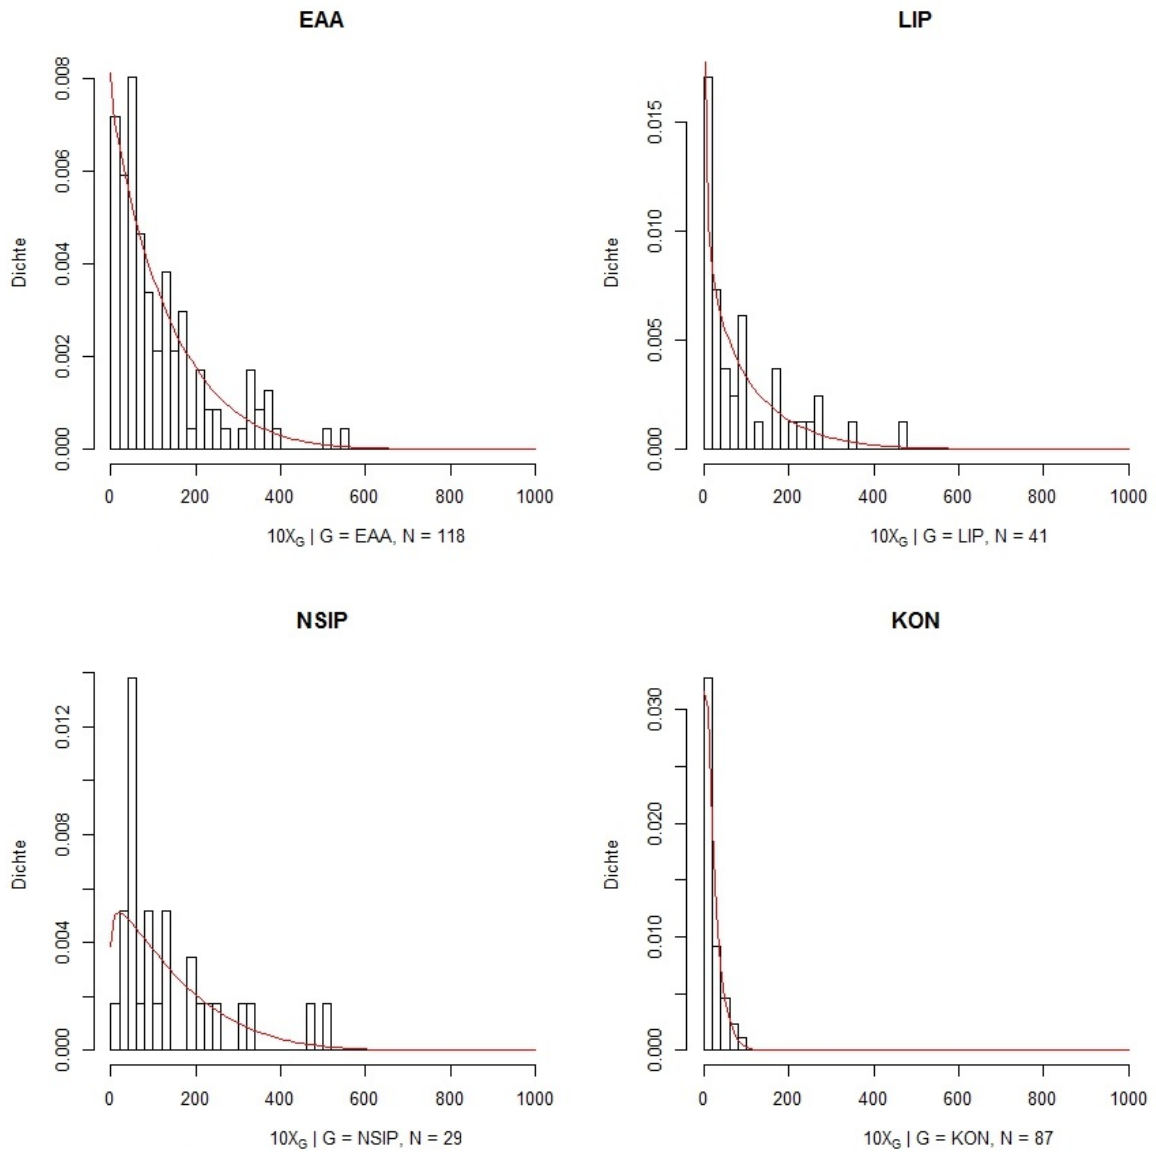 EAA
Dichte
0.000 0.002 0.004 0.006 0.008
0 200 400 600 800 1000
10X_G | G = EAA, N = 118
LIP
Dichte
0.000 0.005 0.010 0.015
0 200 400 600 800 1000
10X_G | G = LIP, N = 41
NSIP
Dichte
0.000 0.004 0.008 0.012
0 200 400 600 800 1000
10X_G | G = NSIP, N = 29
KON
Dichte
0.000 0.010 0.020 0.030
0 200 400 600 800 1000
10X_G | G = KON, N = 87